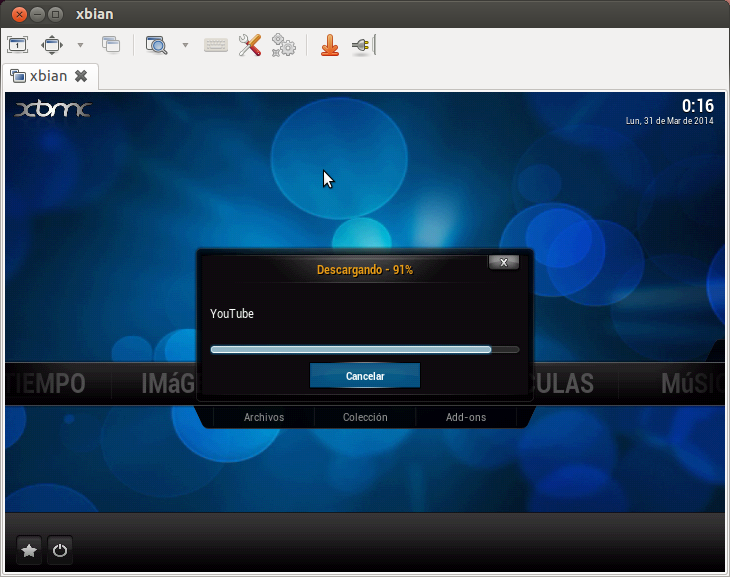 xbian
xbian
xbmc
0:16
Lun, 31 de Mar de 2014
Descargando - 91%
x
YouTube
Cancelar
IEMPO
IMáG
CULAS
MúSIC
Archivos
Colección
Add-ons